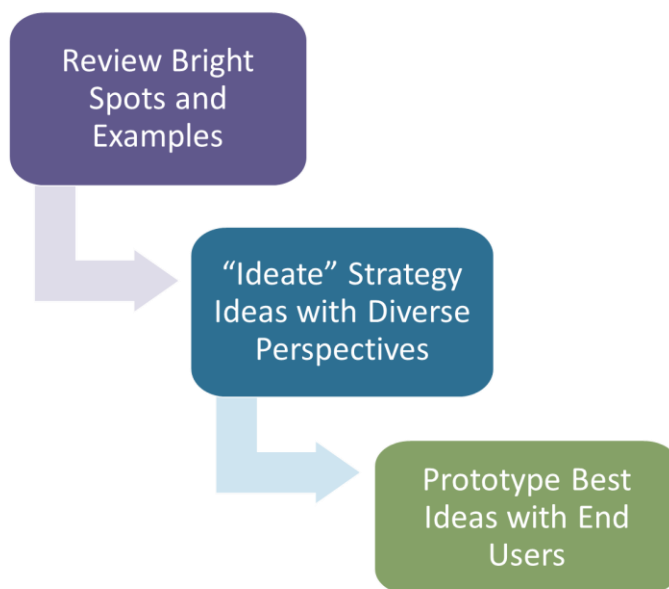 Review Bright
Spots and
Examples
“Ideate” Strategy
Ideas with Diverse
Perspectives
Prototype Best
Ideas with End
Users